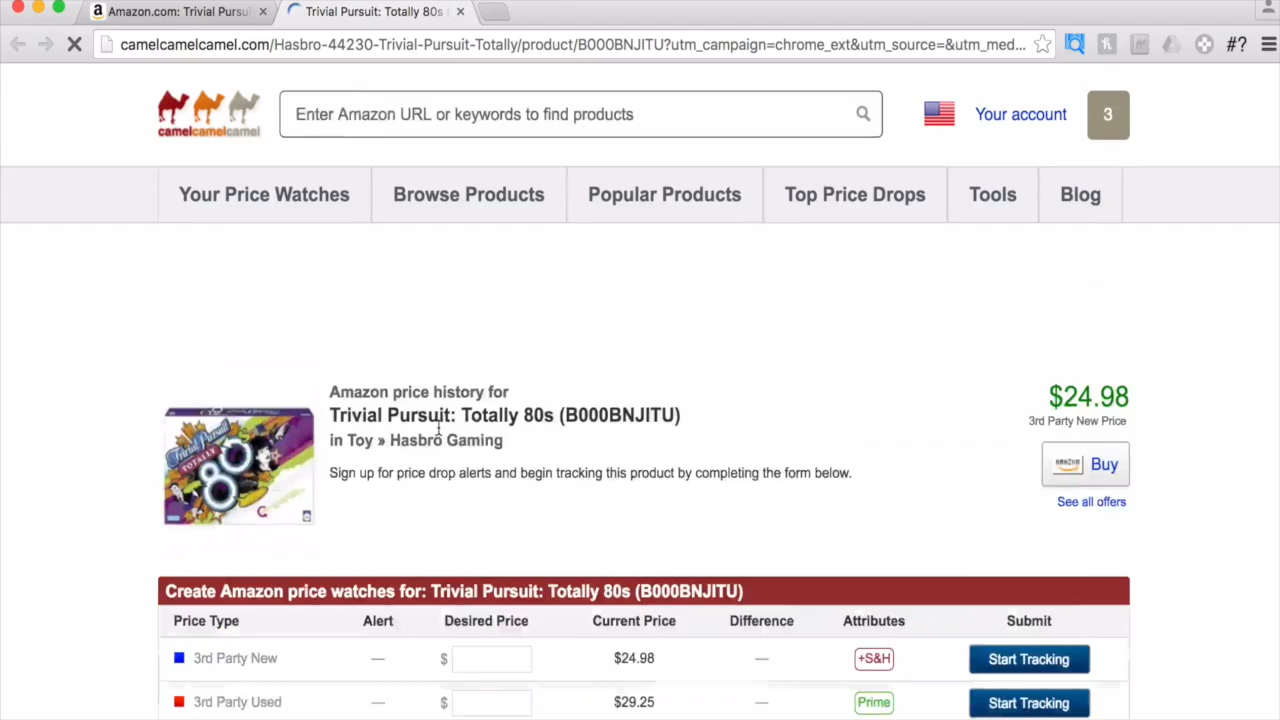 Amazon.com: Trivial Pursui
Trivial Pursuit: Totally 80s
camelcamelcamel.com/Hasbro-44230-Trivial-Pursuit-Totally/product/B000BNJITU?utm_campaign=chrome_ext&utm_source=&utm_med...
#?
camelcamelcamel
Enter Amazon URL or keywords to find products
Your account
3
Your Price Watches
Browse Products
Popular Products
Top Price Drops
Tools
Blog
Amazon price history for
Trivial Pursuit: Totally 80s (B000BNJITU)
in Toy » Hasbro Gaming
Sign up for price drop alerts and begin tracking this product by completing the form below.
Trivial Pursuit
TOTALLY
80s
$24.98
3rd Party New Price
amazon Buy
See all offers
Create Amazon price watches for: Trivial Pursuit: Totally 80s (B000BNJITU)
Price Type Alert Desired Price Current Price Difference Attributes Submit
3rd Party New — $ $24.98 — +S&H Start Tracking
3rd Party Used — $ $29.25 — Prime Start Tracking